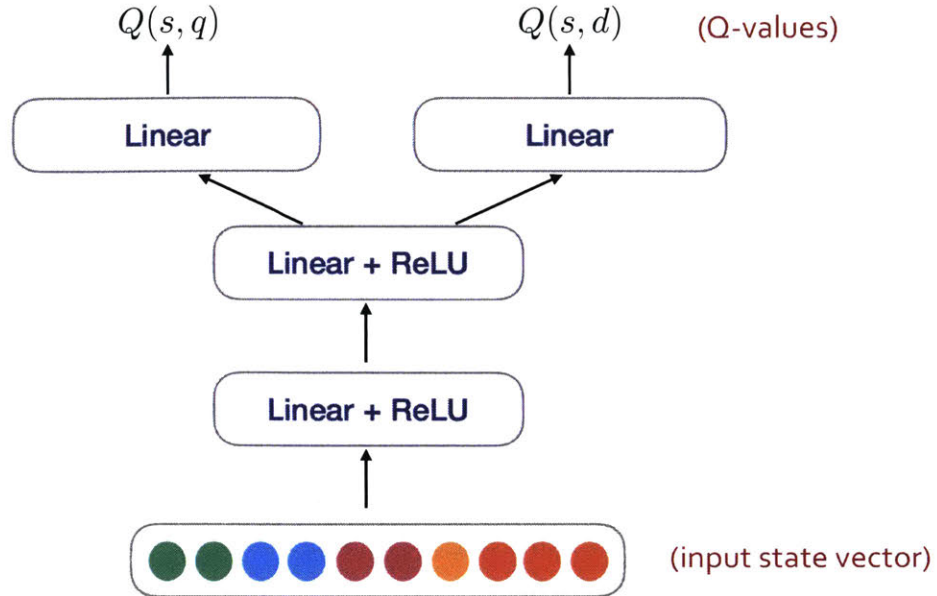 Q(s, q) Q(s, d) (Q-values)
Linear Linear
Linear + ReLU
Linear + ReLU
(input state vector)